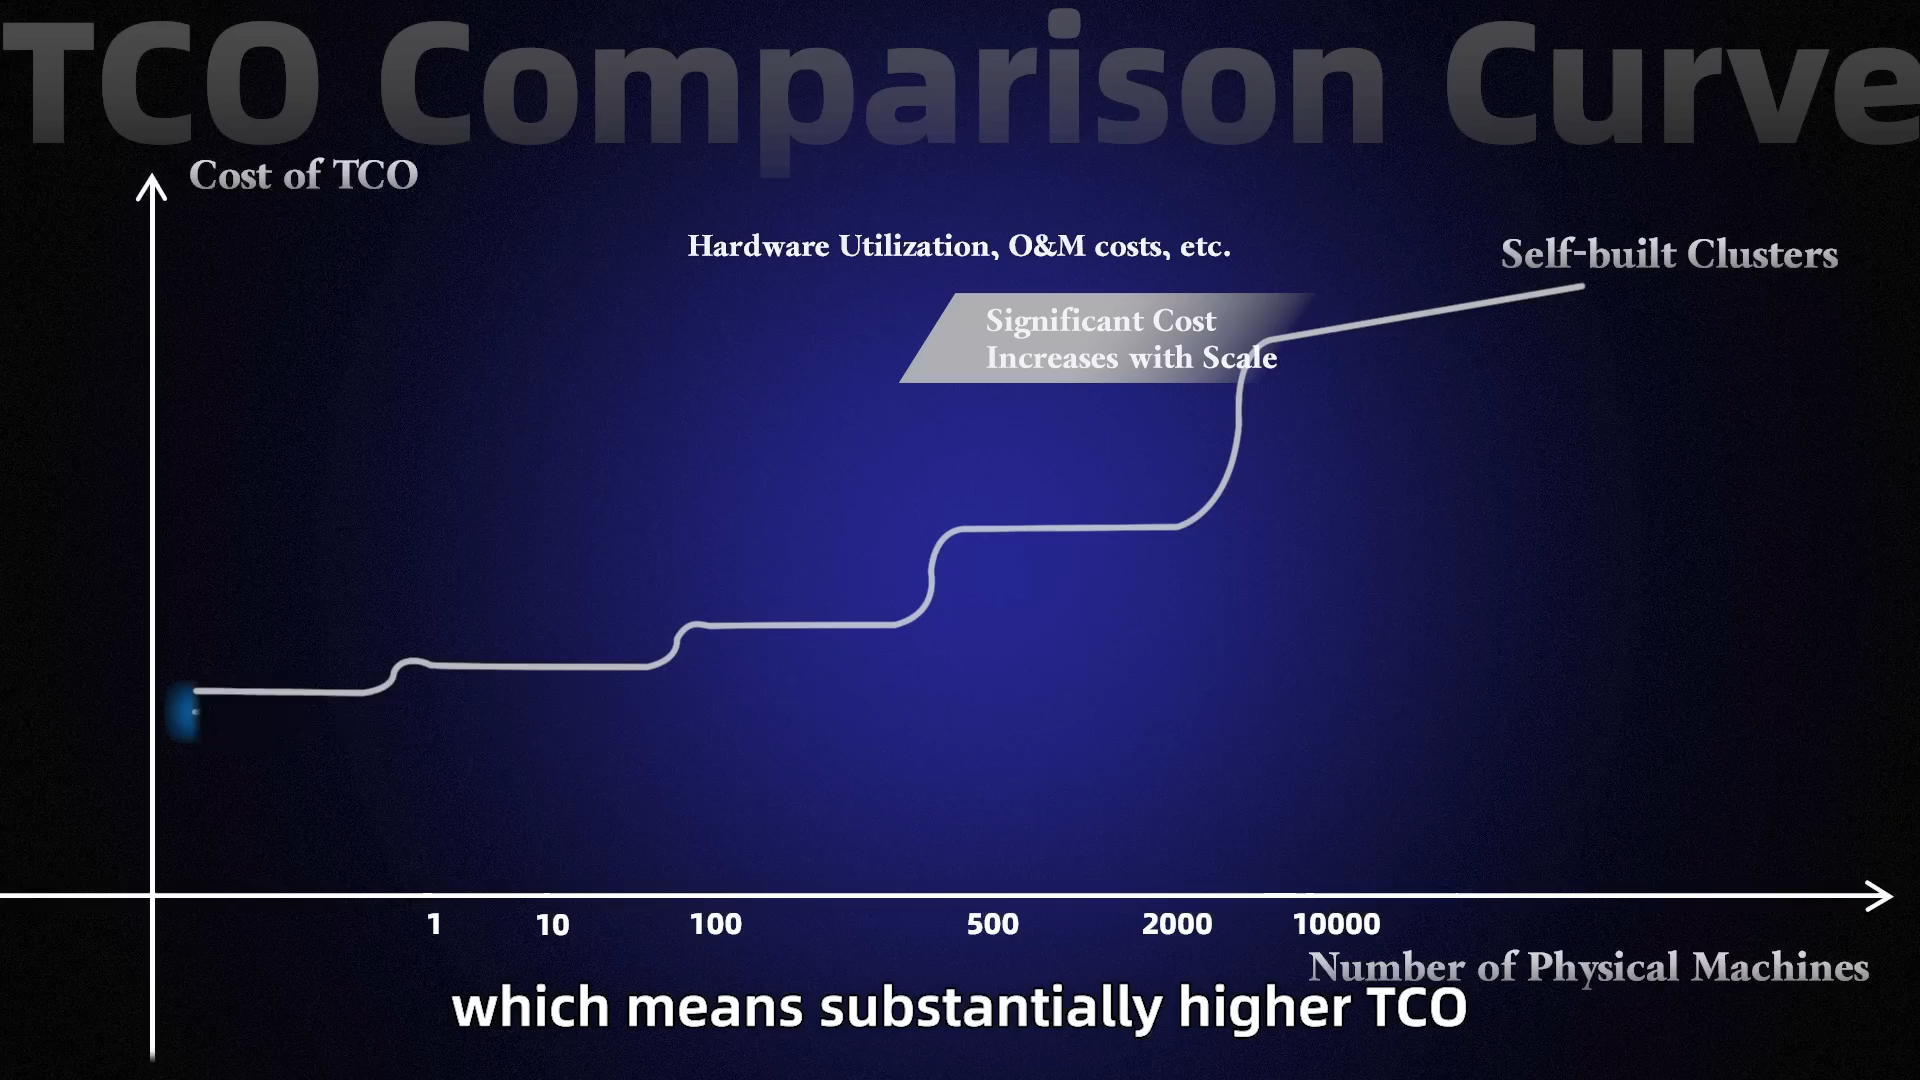 TCO Comparison Curve
Cost of TCO
Hardware Utilization, O&M costs, etc.
Self-built Clusters
Significant Cost
Increases with Scale
1 10 100 500 2000 10000
Number of Physical Machines
which means substantially higher TCO